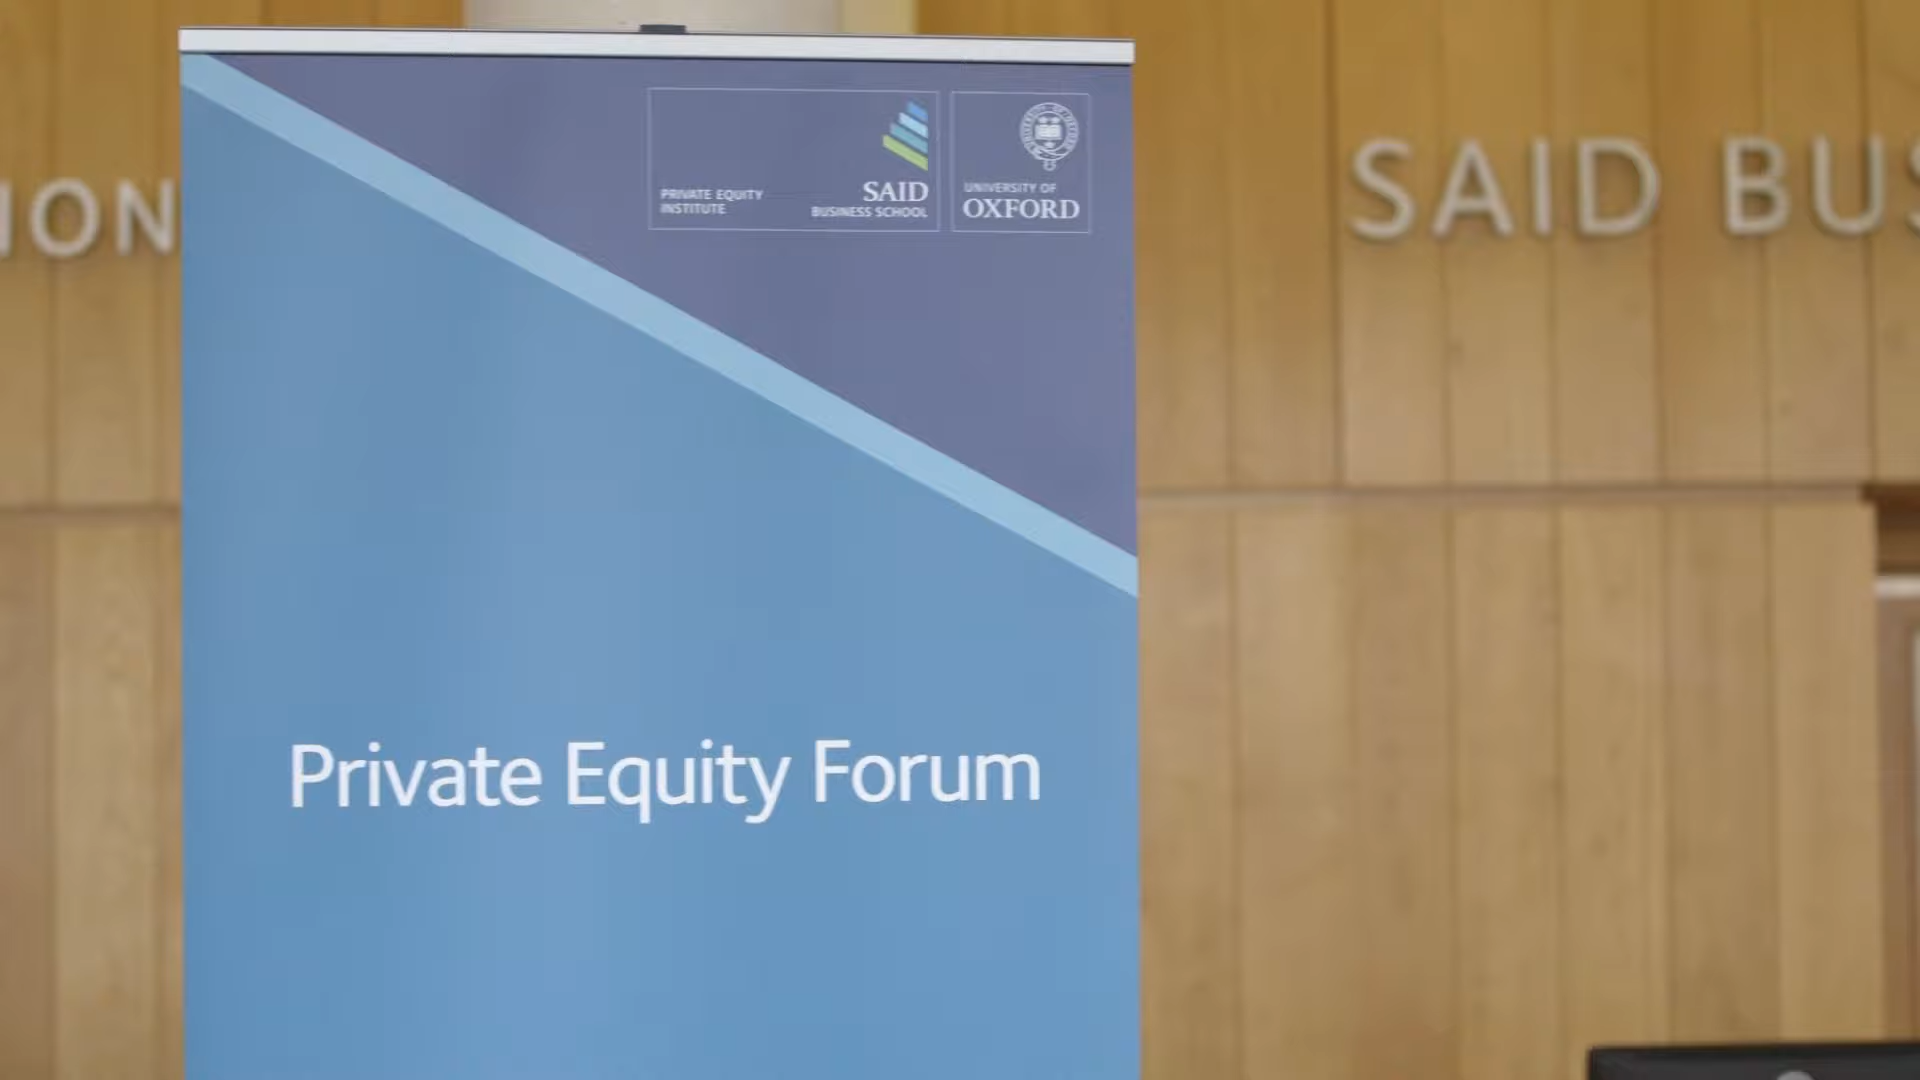 PRIVATE EQUITY
INSTITUTE
SAID
BUSINESS SCHOOL
UNIVERSITY OF
OXFORD
SAID BUS
ION
Private Equity Forum